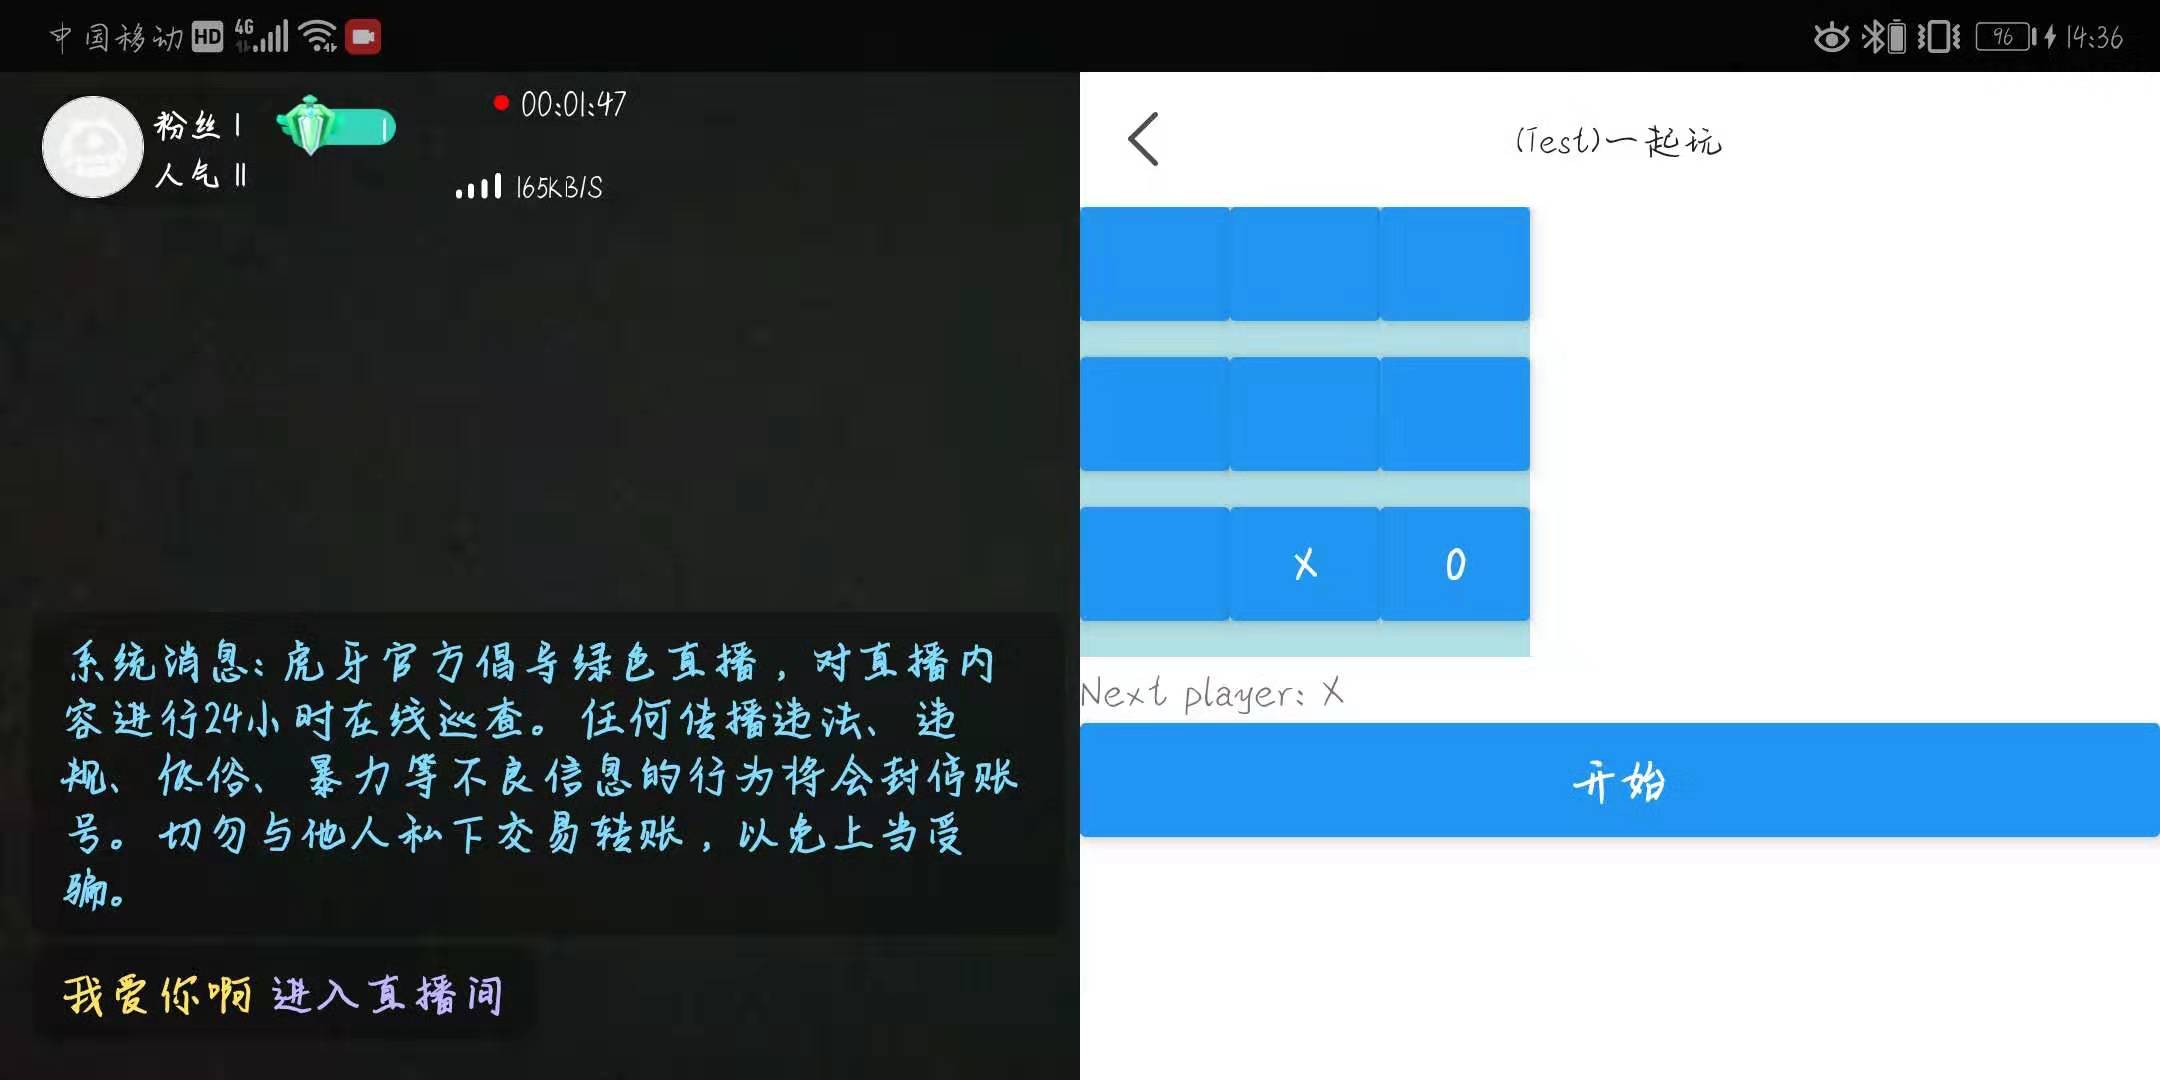 中国移动 HD 4G
96 14:36
粉丝 1
人气 11
1
00:01:47
165KB/S
系统消息: 虎牙官方倡导绿色直播，对直播内
容进行24小时在线巡查。任何传播违法、违
规、低俗、暴力等不良信息的行为将会封停账
号。切勿与他人私下交易转账，以免上当受
骗。
我爱你啊 进入直播间
(Test)一起玩
X O
Next player: X
开始